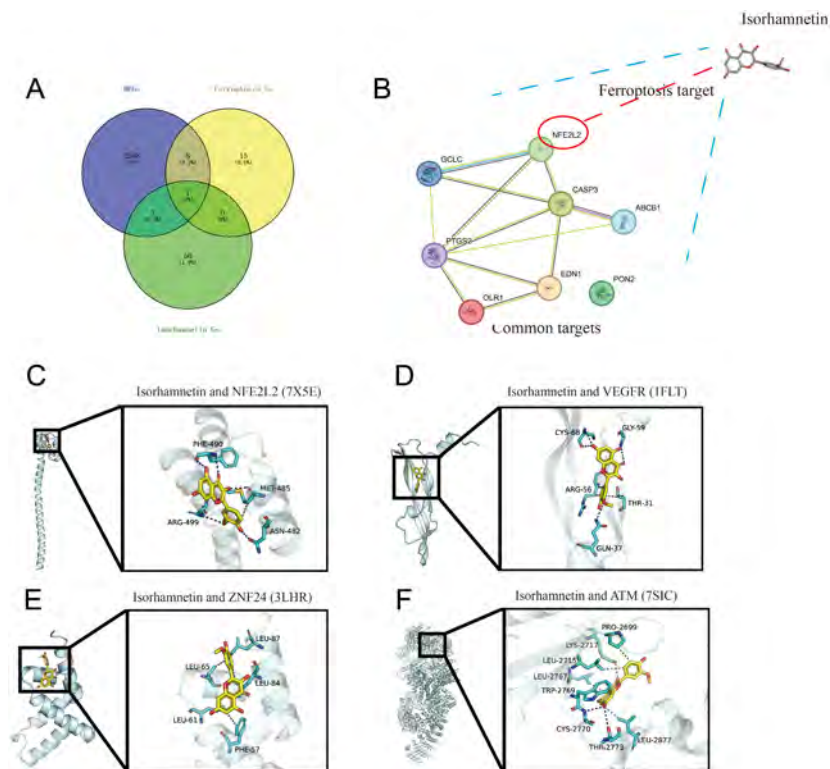 Isorhamnetin
A
B
Ferroptosis target
NFE2L2
GCLC
CASP3
ABCB1
PTGS2
EDN1
PON2
OLR1
Common targets
C
Isorhamnetin and NFE2L2 (7X5E)
PHE-490
MET-485
ARG-499
ASN-482
D
Isorhamnetin and VEGFR (1FLT)
CYS-68
GLY-59
ARG-56
THR-31
GLN-37
E
Isorhamnetin and ZNF24 (3LHR)
LEU-87
LEU-65
LEU-84
LEU-61
PHE-57
F
Isorhamnetin and ATM (7SIC)
PRO-2699
LYS-2717
LEU-2715
LEU-2767
TRP-2769
CYS-2770
THR-2773
LEU-2877